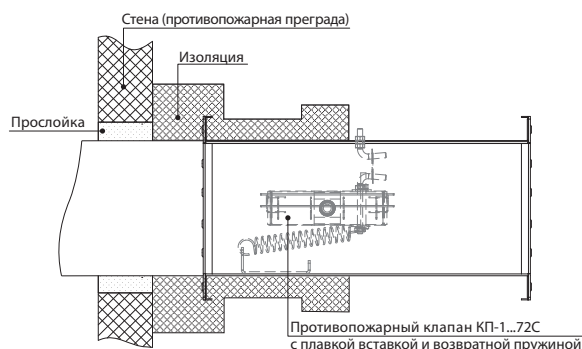 Стена (противопожарная преграда)
Изоляция
Прослойка
Противопожарный клапан КП-1...72С
с плавкой вставкой и возвратной пружиной